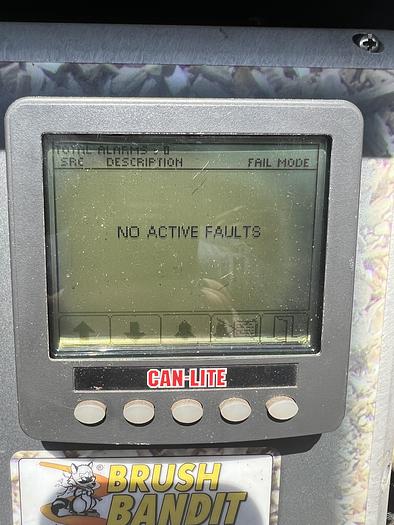 TOTAL ALARMS : 0
SRC DESCRIPTION FAIL MODE
NO ACTIVE FAULTS
CAN-LITE
BRUSH
BANDIT